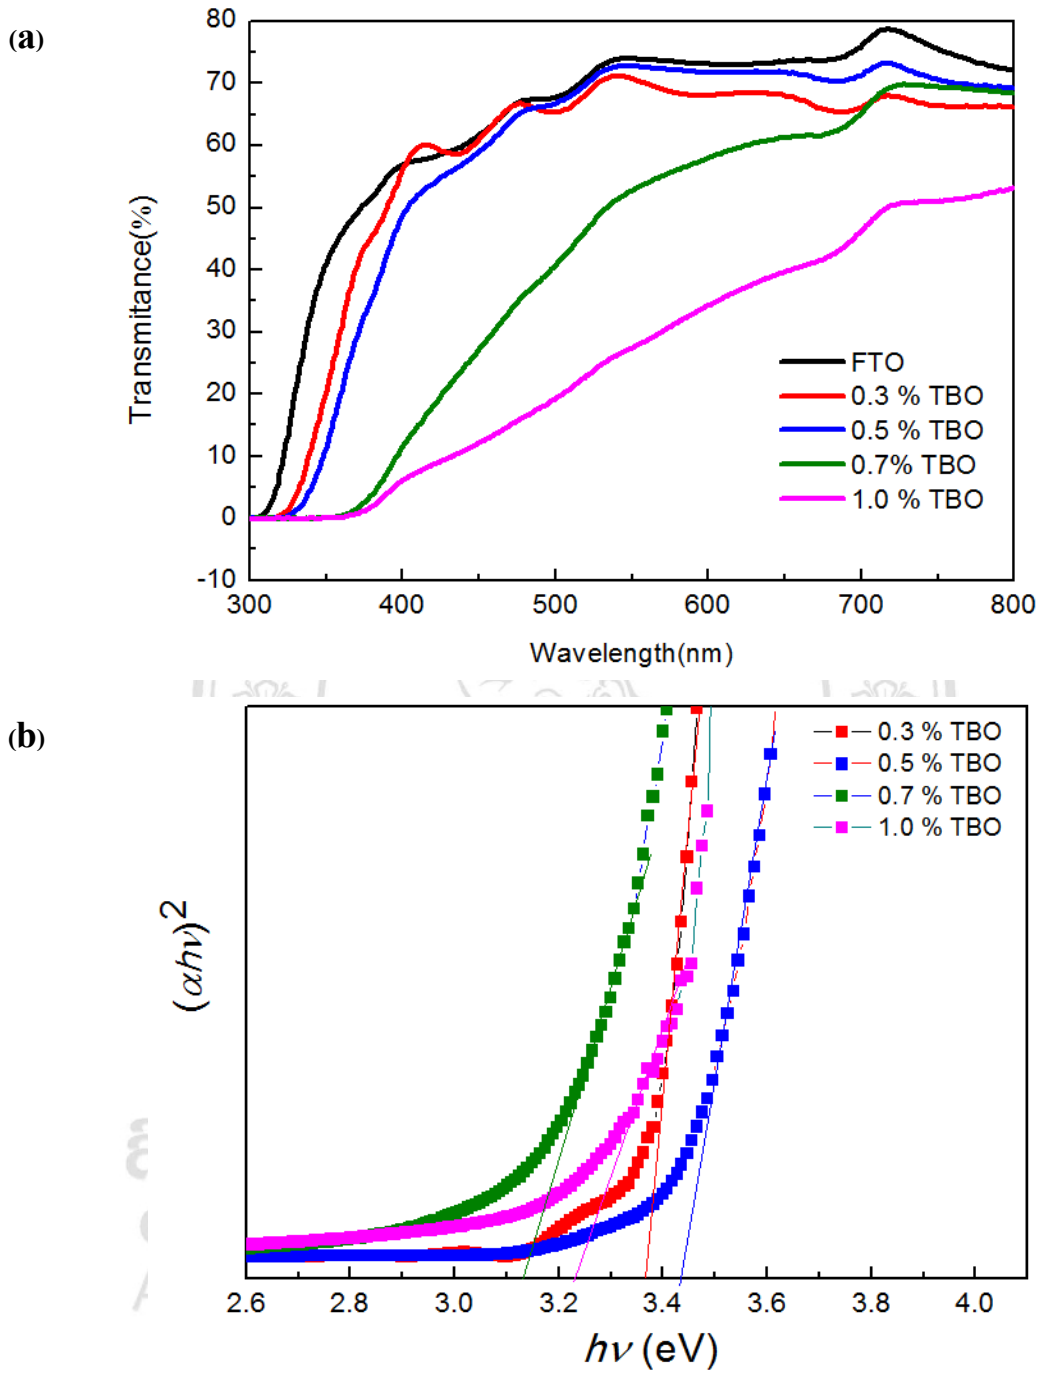 (a)
80
70
60
50
40
30
20
10
0
-10
Transmitance(%)
FTO
0.3 % TBO
0.5 % TBO
0.7% TBO
1.0 % TBO
300 400 500 600 700 800
Wavelength(nm)
(b)
0.3 % TBO
0.5 % TBO
0.7 % TBO
1.0 % TBO
(αhν)²
2.6 2.8 3.0 3.2 3.4 3.6 3.8 4.0
hν (eV)